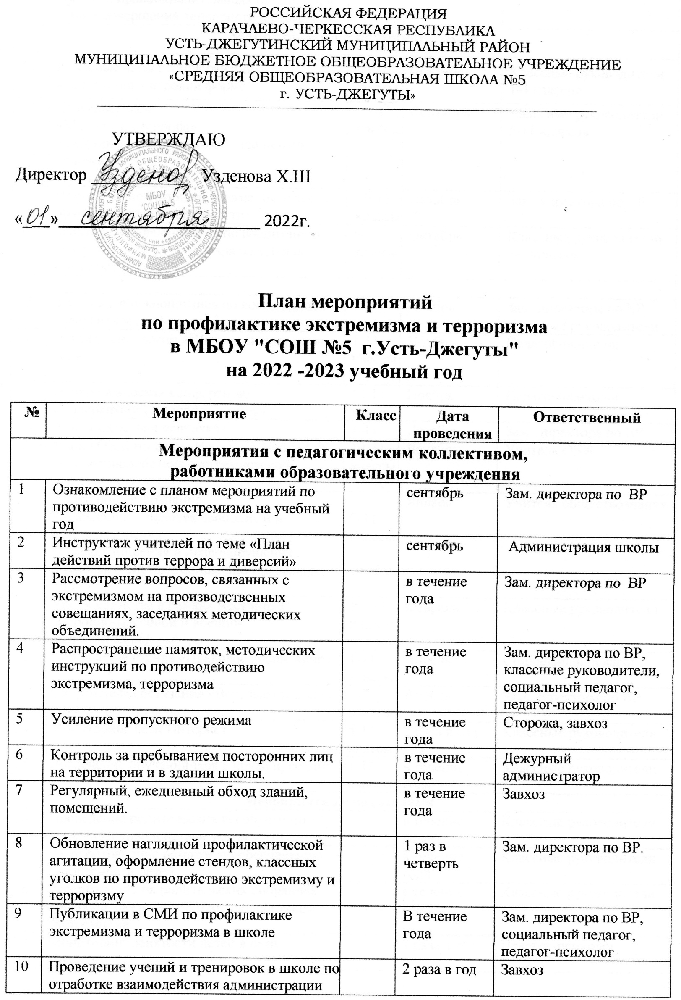 РОССИЙСКАЯ ФЕДЕРАЦИЯ
КАРАЧАЕВО-ЧЕРКЕССКАЯ РЕСПУБЛИКА
УСТЬ-ДЖЕГУТИНСКИЙ МУНИЦИПАЛЬНЫЙ РАЙОН
МУНИЦИПАЛЬНОЕ БЮДЖЕТНОЕ ОБЩЕОБРАЗОВАТЕЛЬНОЕ УЧРЕЖДЕНИЕ
«СРЕДНЯЯ ОБЩЕОБРАЗОВАТЕЛЬНАЯ ШКОЛА №5
г. УСТЬ-ДЖЕГУТЫ»
УТВЕРЖДАЮ
Директор Узденов Узденова Х.Ш
«01» сентября 2022г.
МБОУ
"СОШ № 5
План мероприятий
по профилактике экстремизма и терроризма
в МБОУ "СОШ №5 г.Усть-Джегуты"
на 2022 -2023 учебный год
№ Мероприятие Класс Дата Ответственный
проведения
Мероприятия с педагогическим коллективом,
работниками образовательного учреждения
1 Ознакомление с планом мероприятий по сентябрь Зам. директора по ВР
противодействию экстремизма на учебный
год
2 Инструктаж учителей по теме «План сентябрь Администрация школы
действий против террора и диверсий»
3 Рассмотрение вопросов, связанных с в течение Зам. директора по ВР
экстремизмом на производственных года
совещаниях, заседаниях методических
объединений.
4 Распространение памяток, методических в течение Зам. директора по ВР,
инструкций по противодействию года классные руководители,
экстремизма, терроризма социальный педагог,
педагог-психолог
5 Усиление пропускного режима в течение Сторожа, завхоз
года
6 Контроль за пребыванием посторонних лиц в течение Дежурный
на территории и в здании школы. года администратор
7 Регулярный, ежедневный обход зданий, в течение Завхоз
помещений. года
8 Обновление наглядной профилактической 1 раз в Зам. директора по ВР.
агитации, оформление стендов, классных четверть
уголков по противодействию экстремизму и
терроризму
9 Публикации в СМИ по профилактике В течение Зам. директора по ВР,
экстремизма и терроризма в школе года социальный педагог,
педагог-психолог
10 Проведение учений и тренировок в школе по 2 раза в год Завхоз
отработке взаимодействия администрации